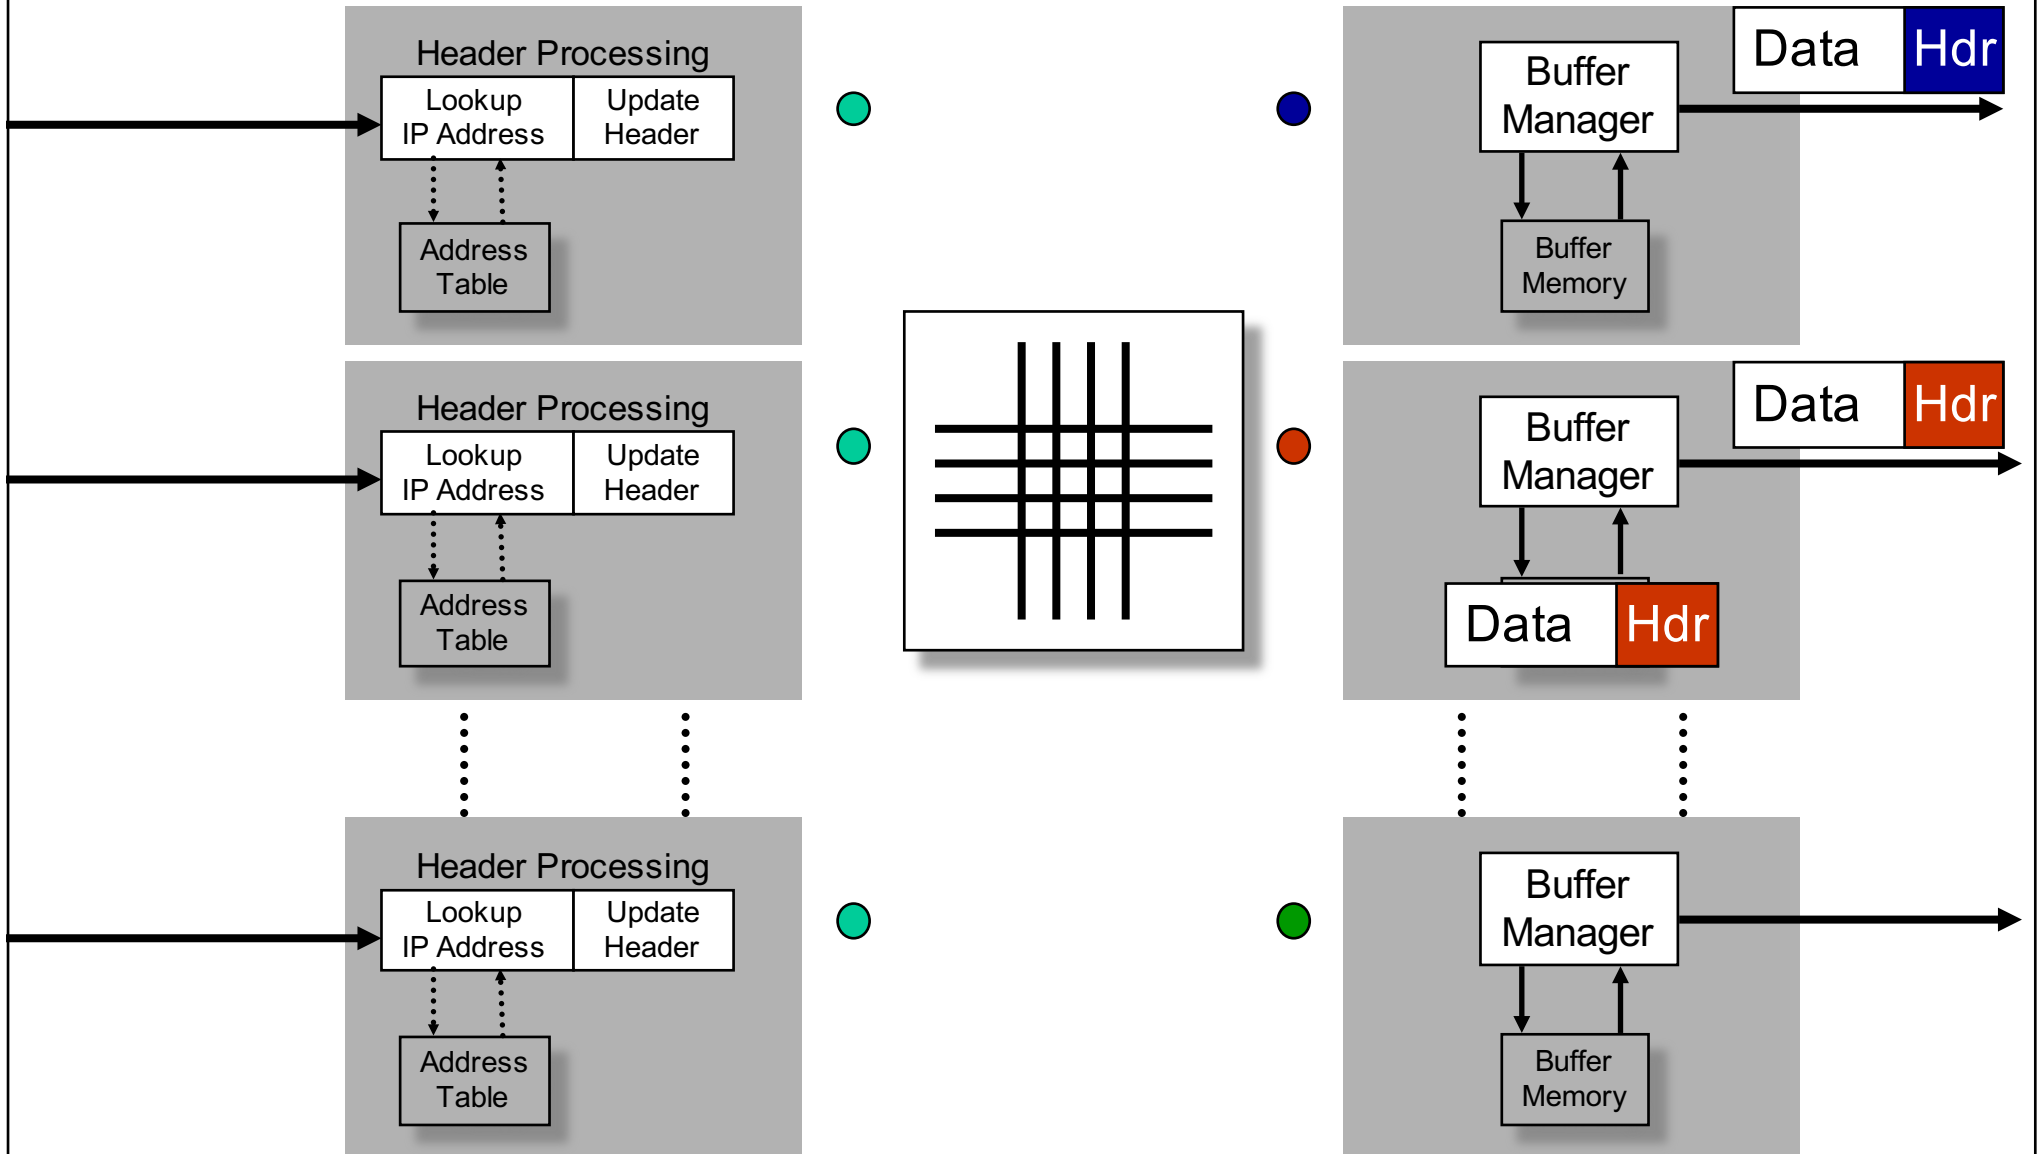 Header Processing
Lookup
IP Address
Update
Header
Address
Table
Buffer
Manager
Buffer
Memory
Data Hdr
Header Processing
Lookup
IP Address
Update
Header
Address
Table
Buffer
Manager
Data Hdr
Data Hdr
Header Processing
Lookup
IP Address
Update
Header
Address
Table
Buffer
Manager
Buffer
Memory